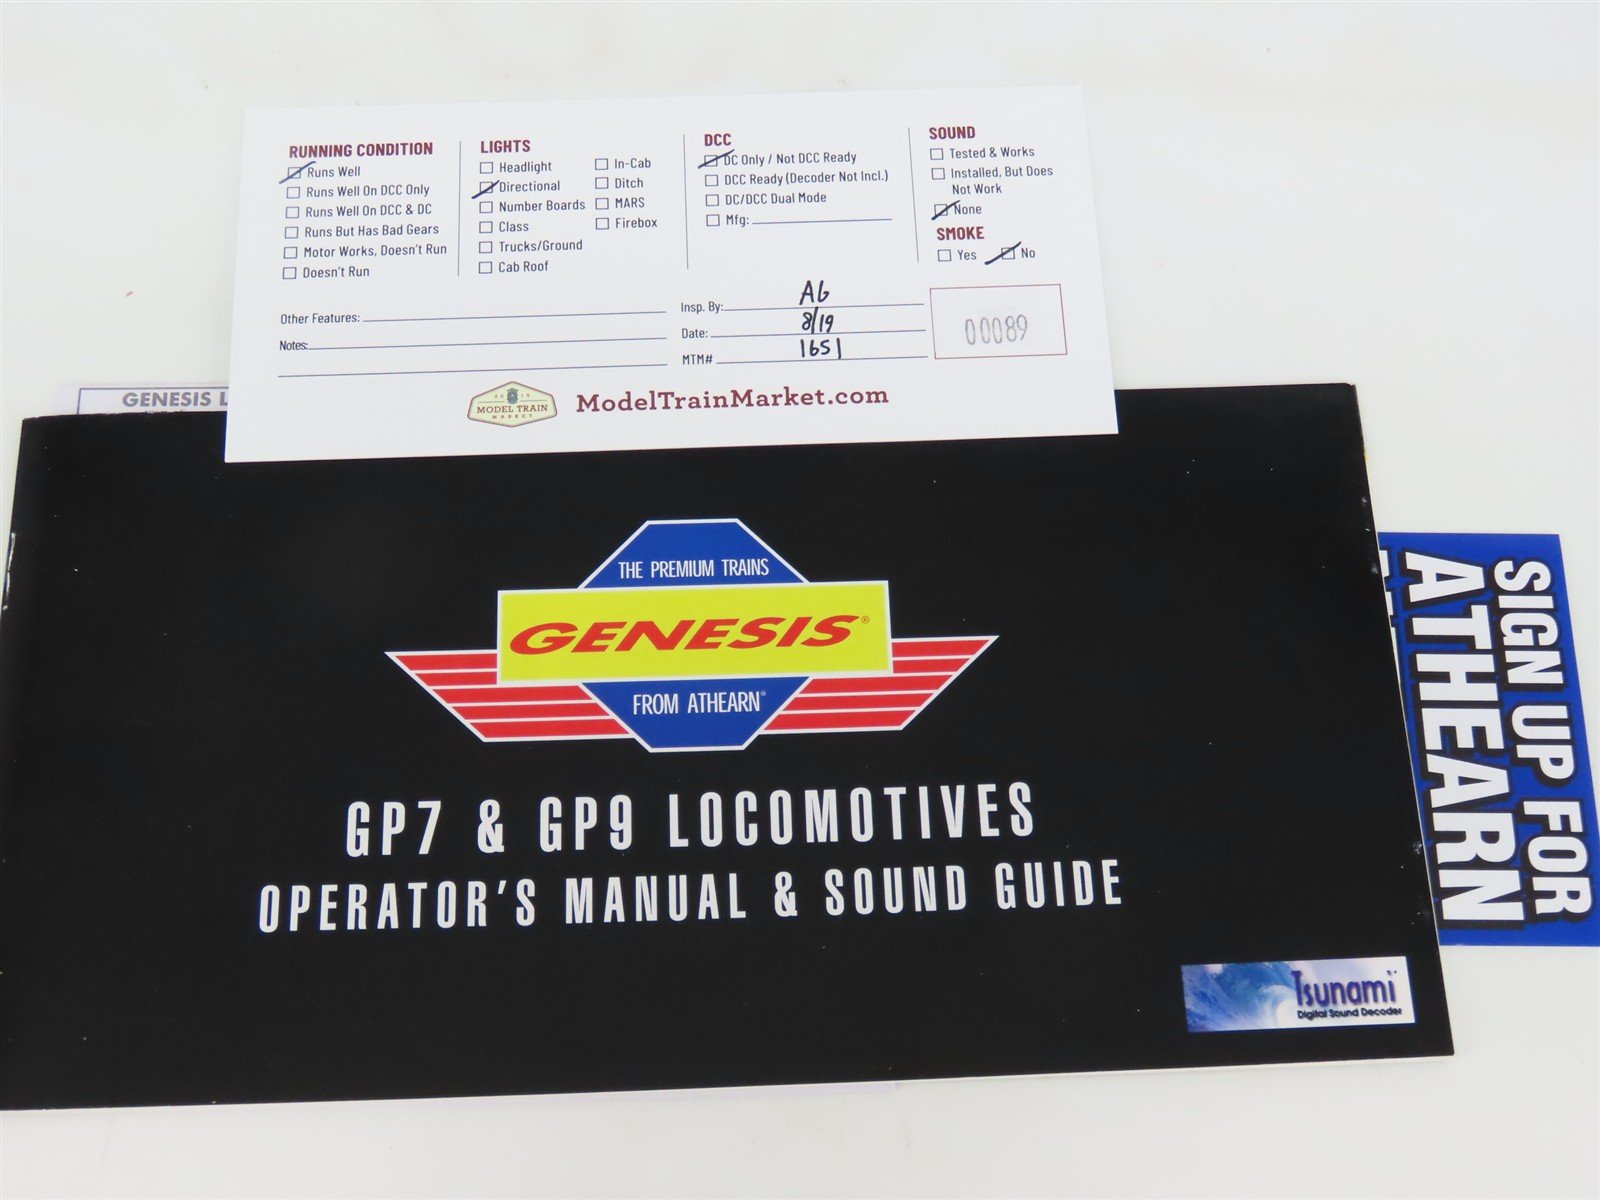 RUNNING CONDITION
Runs Well
Runs Well On DCC Only
Runs Well On DCC & DC
Runs But Has Bad Gears
Motor Works, Doesn't Run
Doesn't Run
LIGHTS
Headlight
Directional
Number Boards
Class
Trucks/Ground
Cab Roof
In-Cab
Ditch
MARS
Firebox
DCC
DC Only / Not DCC Ready
DCC Ready (Decoder Not Incl.)
DC/DCC Dual Mode
Mfg:
SOUND
Tested & Works
Installed, But Does
Not Work
None
SMOKE
Yes No
Other Features:
Notes:
Insp. By: AG
Date: 8/19
MTM# 1651
00089
2015
MODEL TRAIN
MARKET
ModelTrainMarket.com
GENESIS L
THE PREMIUM TRAINS
GENESIS®
FROM ATHEARN®
GP7 & GP9 LOCOMOTIVES
OPERATOR'S MANUAL & SOUND GUIDE
Tsunami
Digital Sound Decoder
SIGN UP FOR
ATHEARN